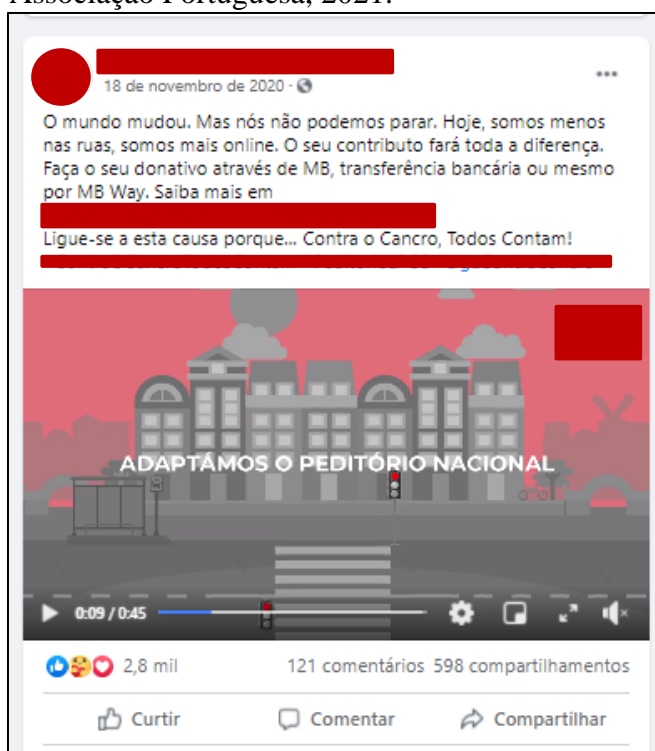 Associação Portuguesa, 2021.
18 de novembro de 2020 ·
O mundo mudou. Mas nós não podemos parar. Hoje, somos menos
nas ruas, somos mais online. O seu contributo fará toda a diferença.
Faça o seu donativo através de MB, transferência bancária ou mesmo
por MB Way. Saiba mais em
Ligue-se a esta causa porque... Contra o Cancro, Todos Contam!
ADAPTÁMOS O PEDITÓRIO NACIONAL
0:09 / 0:45
2,8 mil 121 comentários 598 compartilhamentos
Curtir Comentar Compartilhar